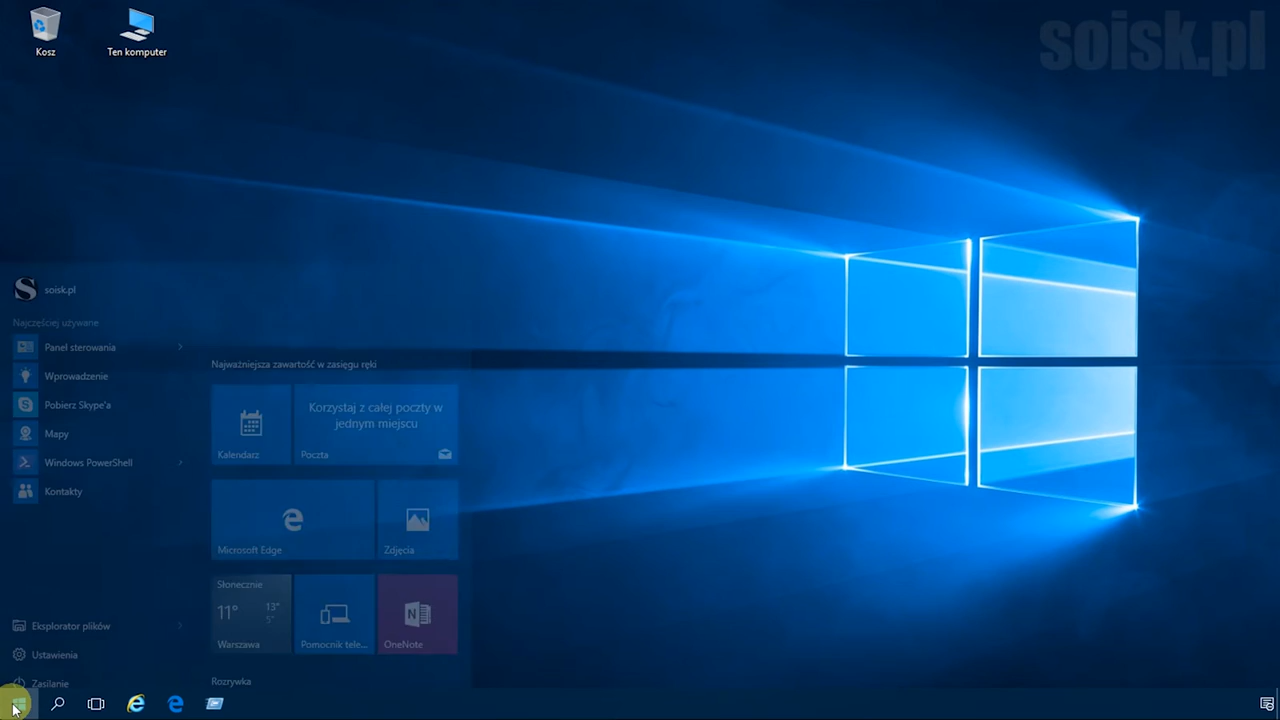 soisk.pl
Kosz
Ten komputer
soisk.pl
Najczęściej używane
Panel sterowania
Wprowadzenie
Pobierz Skype'a
Mapy
Windows PowerShell
Kontakty
Eksplorator plików
Ustawienia
Zasilanie
Najważniejsza zawartość w zasięgu ręki
Kalendarz
Korzystaj z całej poczty w
jednym miejscu
Poczta
Microsoft Edge
Zdjęcia
Słonecznie
11°
13°
5°
Warszawa
Pomocnik tele...
OneNote
Rozrywka